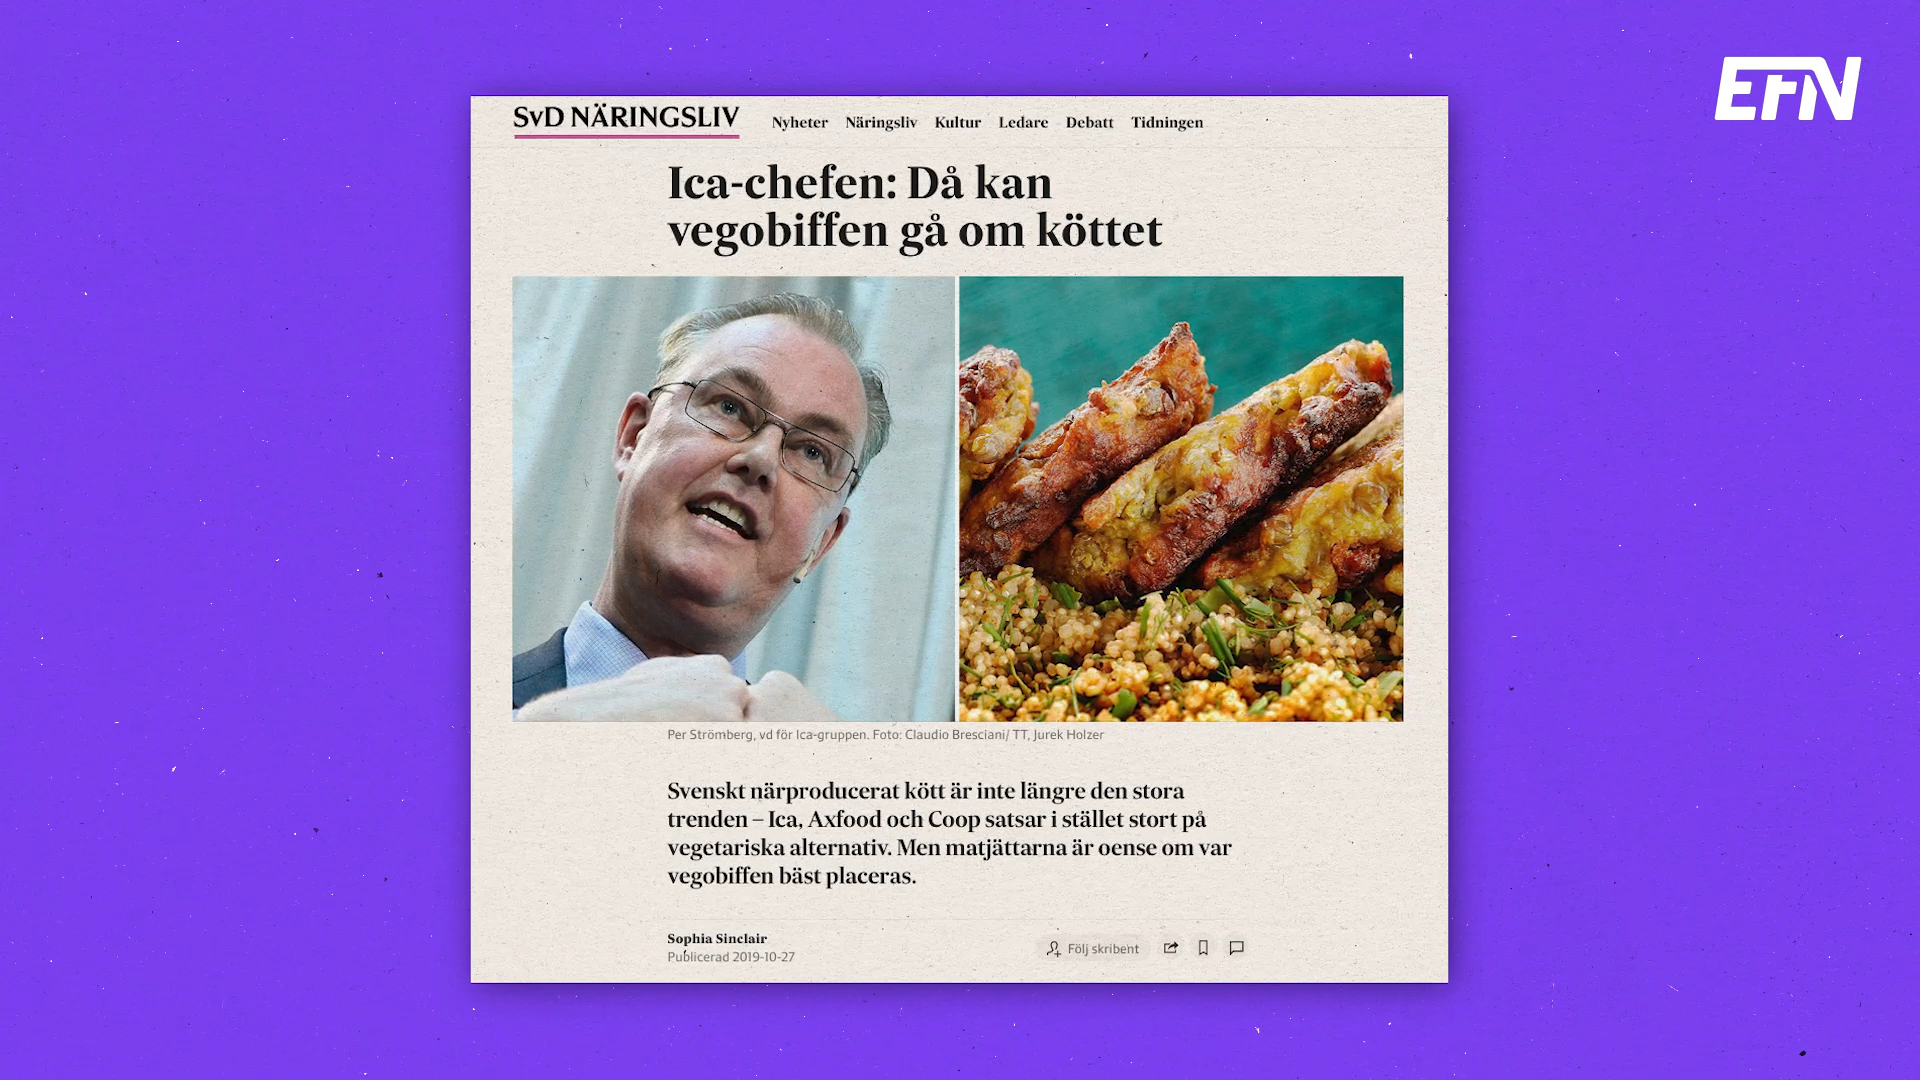 EFN
SvD NÄRINGSLIV
Nyheter Näringsliv Kultur Ledare Debatt Tidningen
Ica-chefen: Då kan
vegobiffen gå om köttet
Per Strömberg, vd för Ica-gruppen. Foto: Claudio Bresciani/ TT, Jurek Holzer
Svenskt närproducerat kött är inte längre den stora
trenden – Ica, Axfood och Coop satsar i stället stort på
vegetariska alternativ. Men matjättarna är oense om var
vegobiffen bäst placeras.
Sophia Sinclair
Publicerad 2019-10-27
Följ skribent